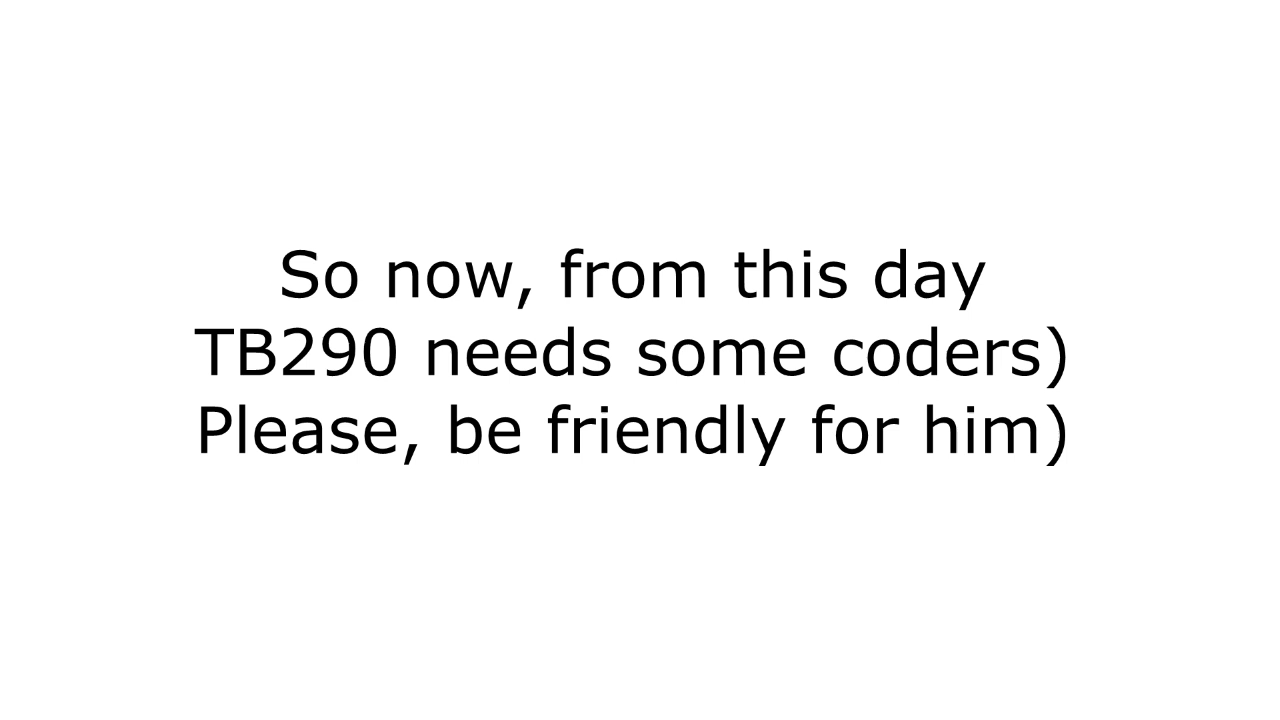 So now, from this day
TB290 needs some coders)
Please, be friendly for him)